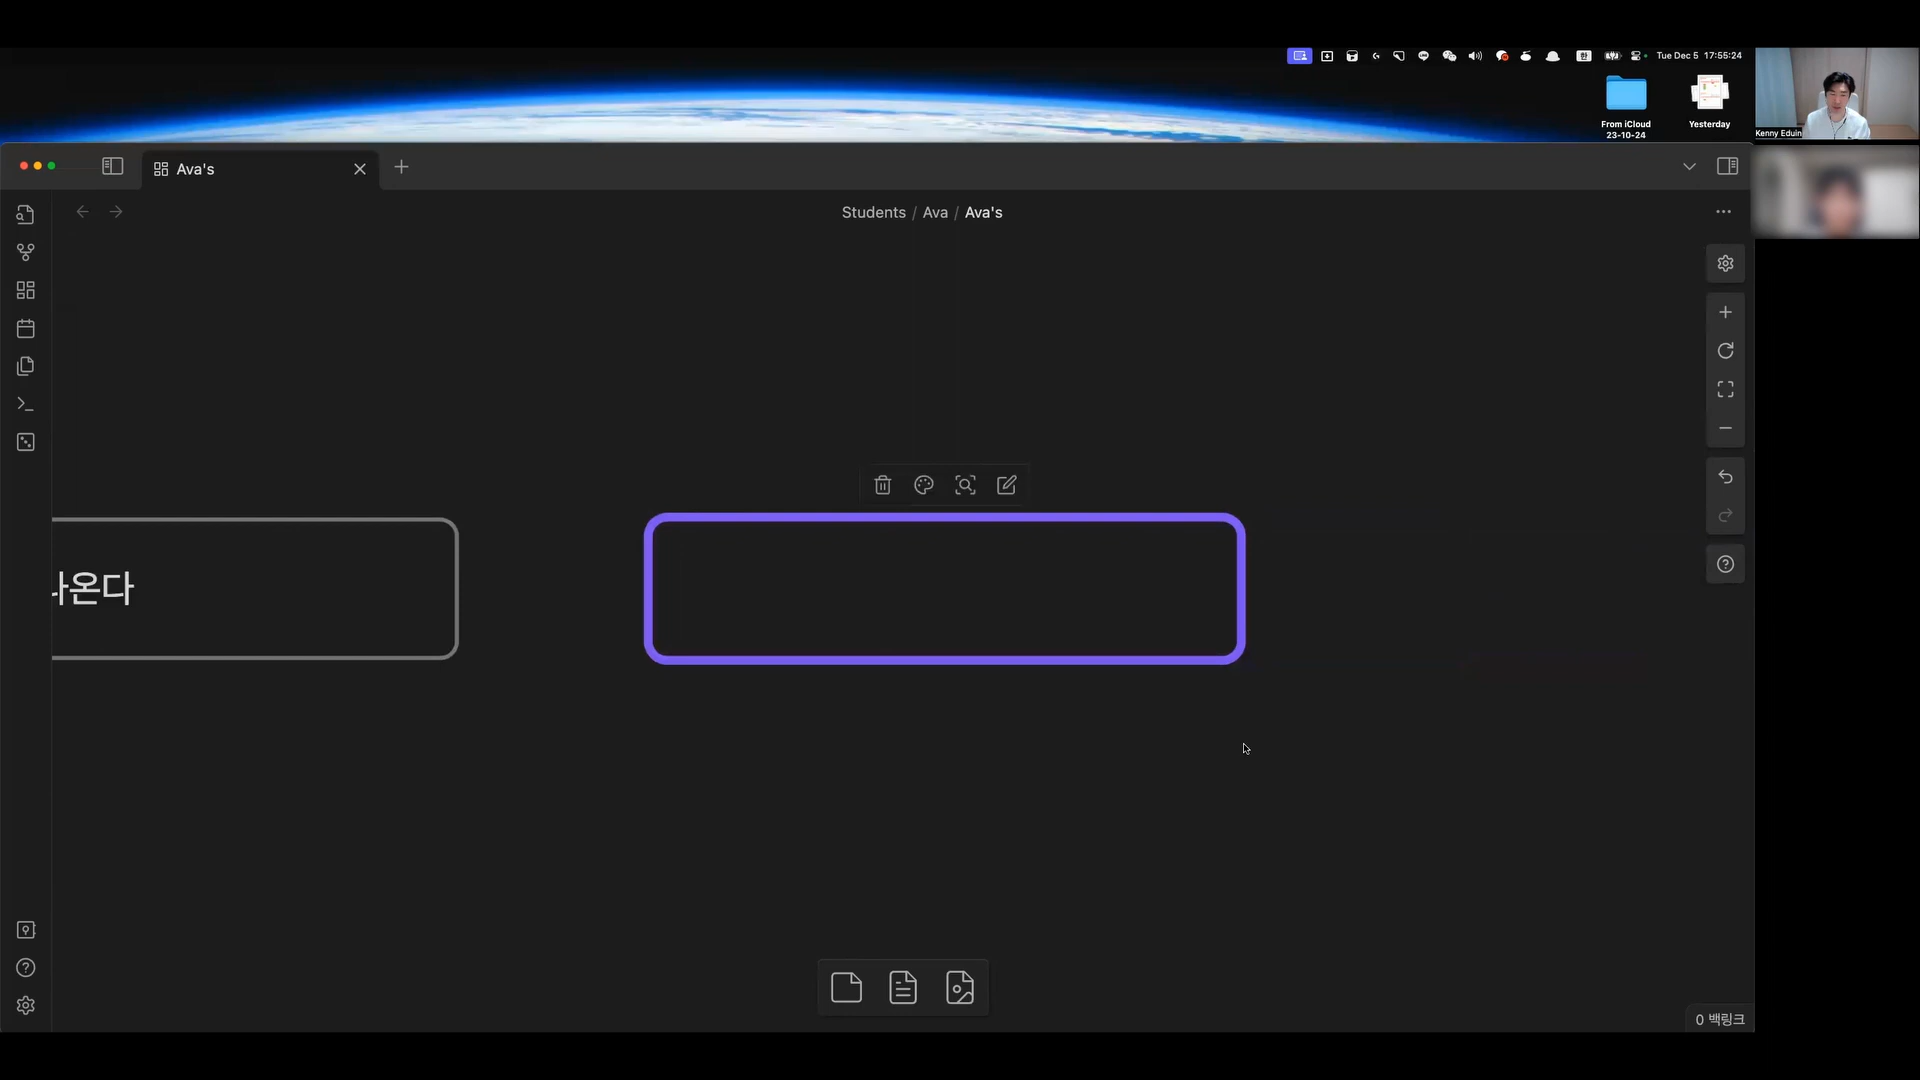 Tue Dec 5 17:55:24
From iCloud
23-10-24
Yesterday
Kenny Eduin
Ava's
Students / Ava / Ava's
나온다
0 백링크